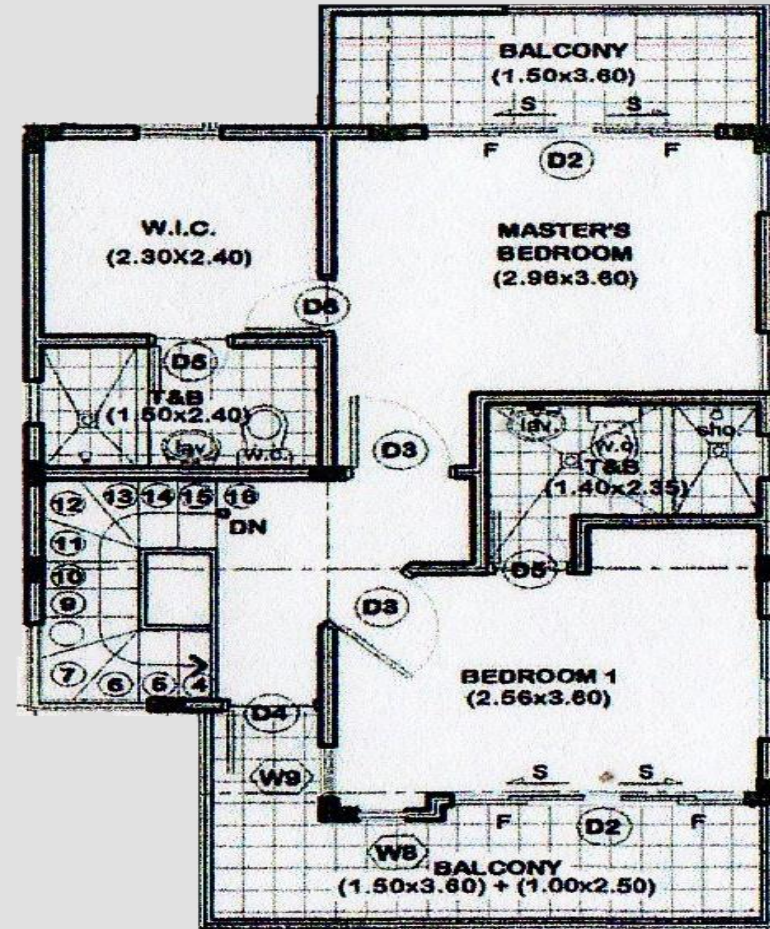 BALCONY
(1.50x3.60)
S S
F D2 F
W.I.C.
(2.30X2.40)
MASTER'S
BEDROOM
(2.96x3.60)
D6
D5
T&B
(1.50x2.40)
lav
W.C.
D3
lav
W.C
sho.
T&B
(1.40x2.35)
12 13 14 15 16
DN
11
10
9
7 6 5 4
D5
D3
BEDROOM 1
(2.56x3.60)
D4
W9
S S
F D2 F
W8
BALCONY
(1.50x3.60) + (1.00x2.50)